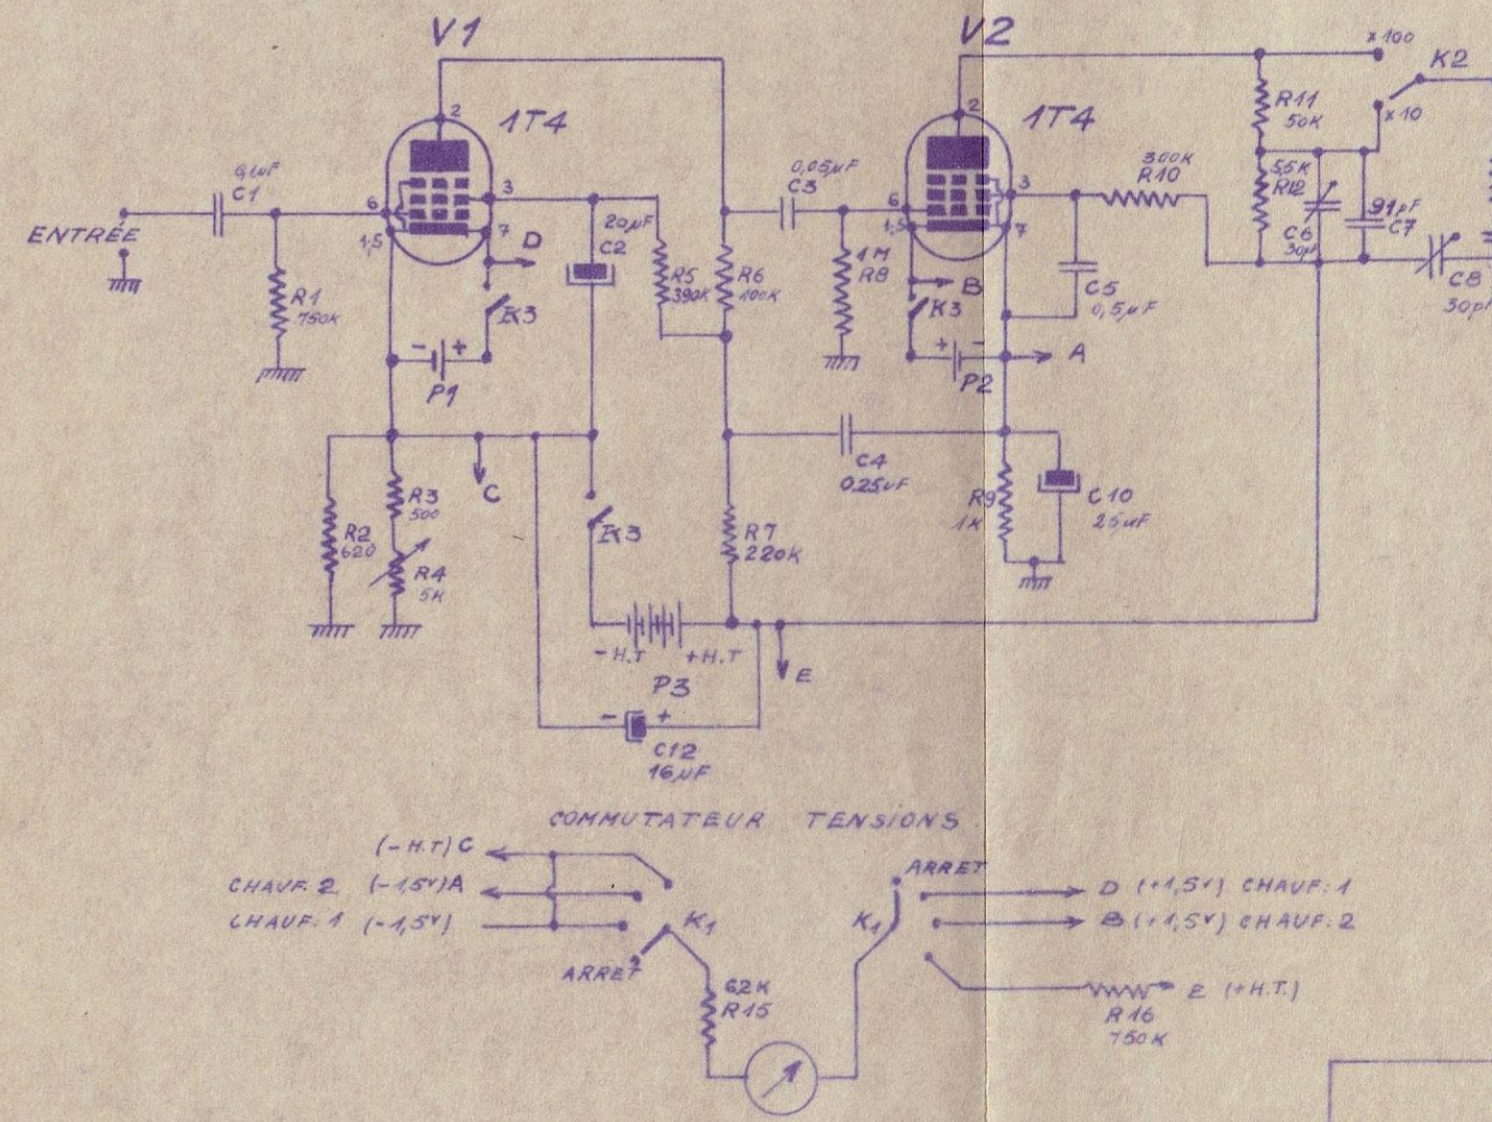 V1
V2
x100
K2
2
1T4
2
1T4
R11
50K
x10
0,1µF
C1
6
3
0,05µF
C3
6
3
300K
R10
5,5K
R12
91pF
C7
ENTRÉE
1,5
7
D
20µF
C2
1,5
7
C6
30pF
R1
750K
K3
R5
390K
R6
100K
1M
R8
B
K3
C5
0,5µF
C8
- +
P1
+ -
P2
A
C
R3
500
R2
620
R4
5K
K3
R7
220K
C4
0.25µF
R9
1K
C10
25µF
-H.T +H.T
P3
E
- +
C12
16µF
COMMUTATEUR TENSIONS
(-H.T) C
CHAUF. 2 (-1,5V) A
CHAUF. 1 (-1,5V)
ARRET
K1
ARRET
K1
D (+1,5V) CHAUF: 1
B (+1,5V) CHAUF: 2
E (+H.T.)
R16
750K
62K
R15